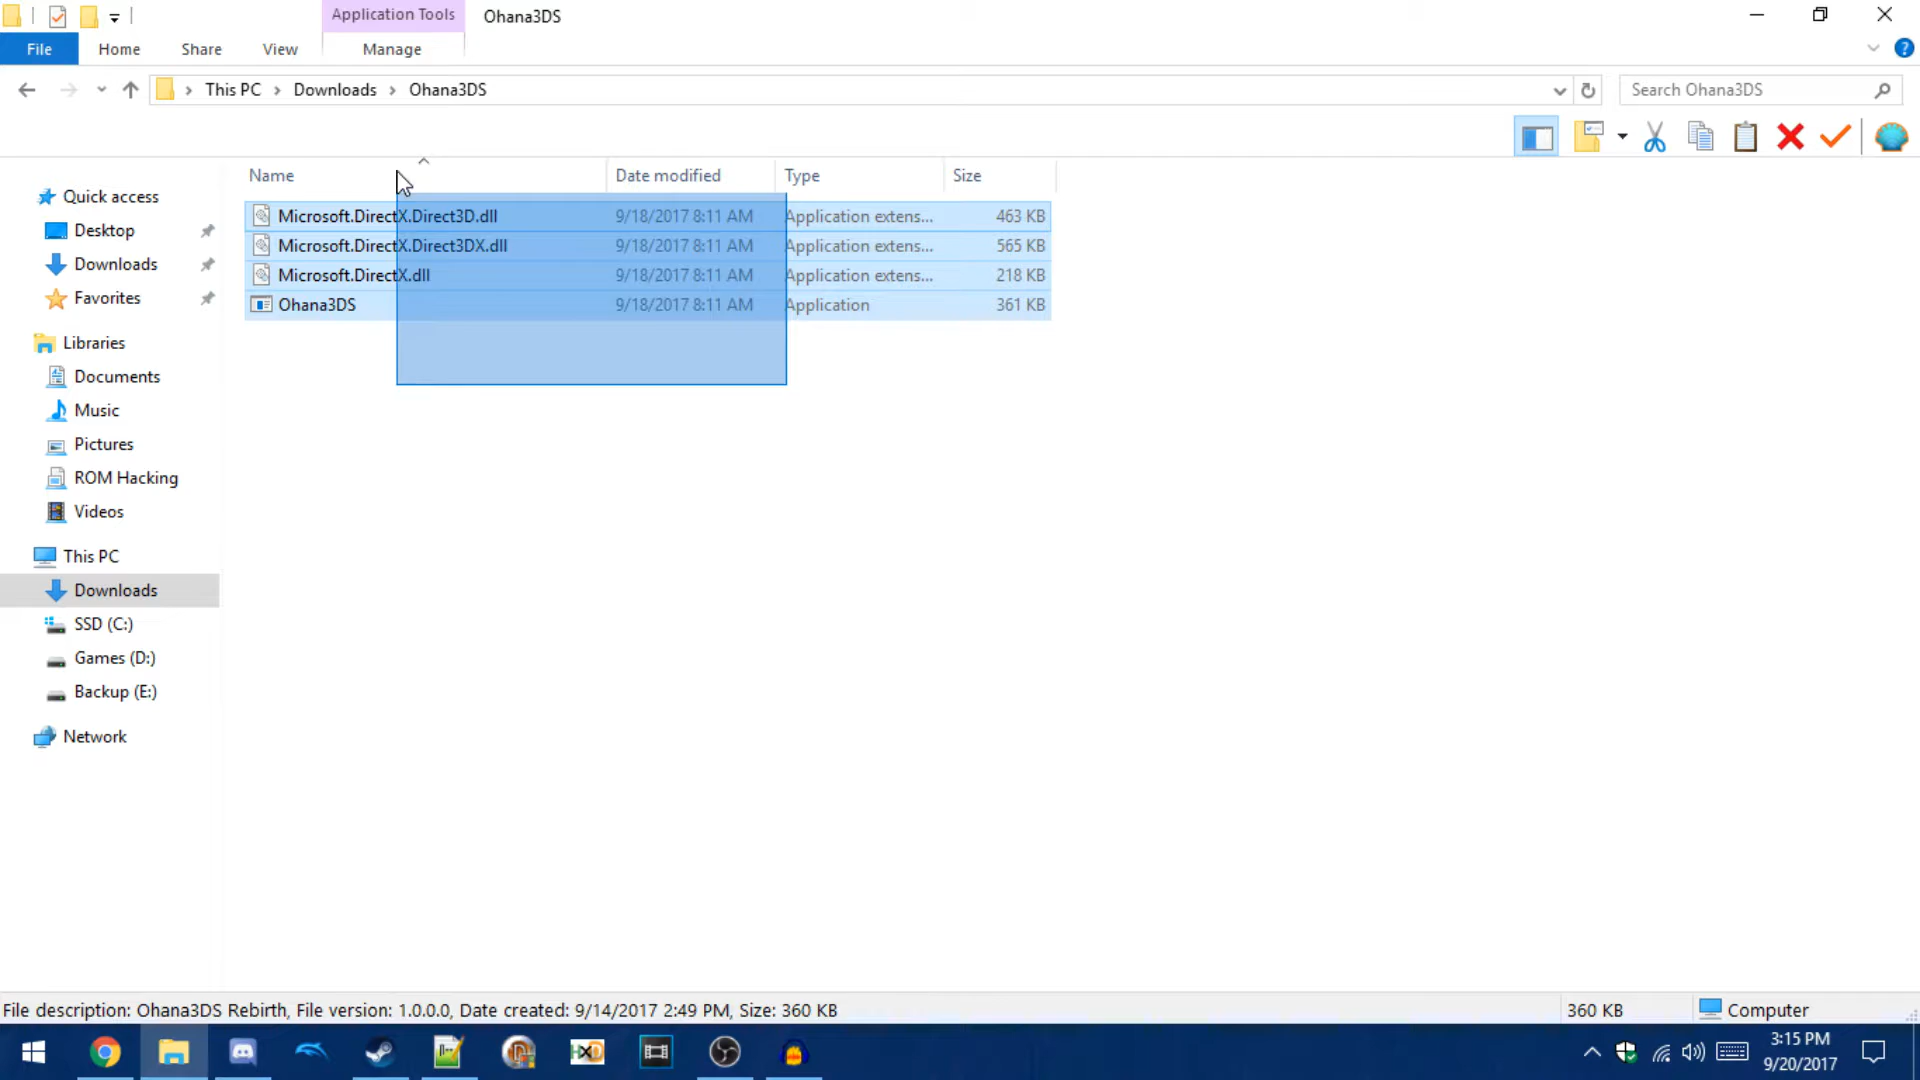 Application Tools Ohana3DS
File Home Share View Manage
This PC Downloads Ohana3DS Search Ohana3DS
Name Date modified Type Size
Microsoft.DirectX.Direct3D.dll 9/18/2017 8:11 AM Application extens... 463 KB
Microsoft.DirectX.Direct3DX.dll 9/18/2017 8:11 AM Application extens... 565 KB
Microsoft.DirectX.dll 9/18/2017 8:11 AM Application extens... 218 KB
Ohana3DS 9/18/2017 8:11 AM Application 361 KB
Quick access
Desktop
Downloads
Favorites
Libraries
Documents
Music
Pictures
ROM Hacking
Videos
This PC
Downloads
SSD (C:)
Games (D:)
Backup (E:)
Network
File description: Ohana3DS Rebirth, File version: 1.0.0.0, Date created: 9/14/2017 2:49 PM, Size: 360 KB 360 KB Computer
HXD
3:15 PM
9/20/2017